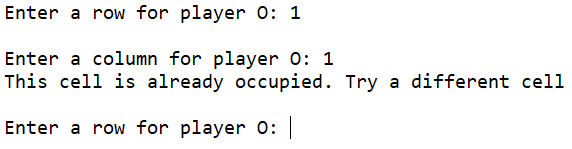 Enter a row for player O: 1
Enter a column for player O: 1
This cell is already occupied. Try a different cell
Enter a row for player O: